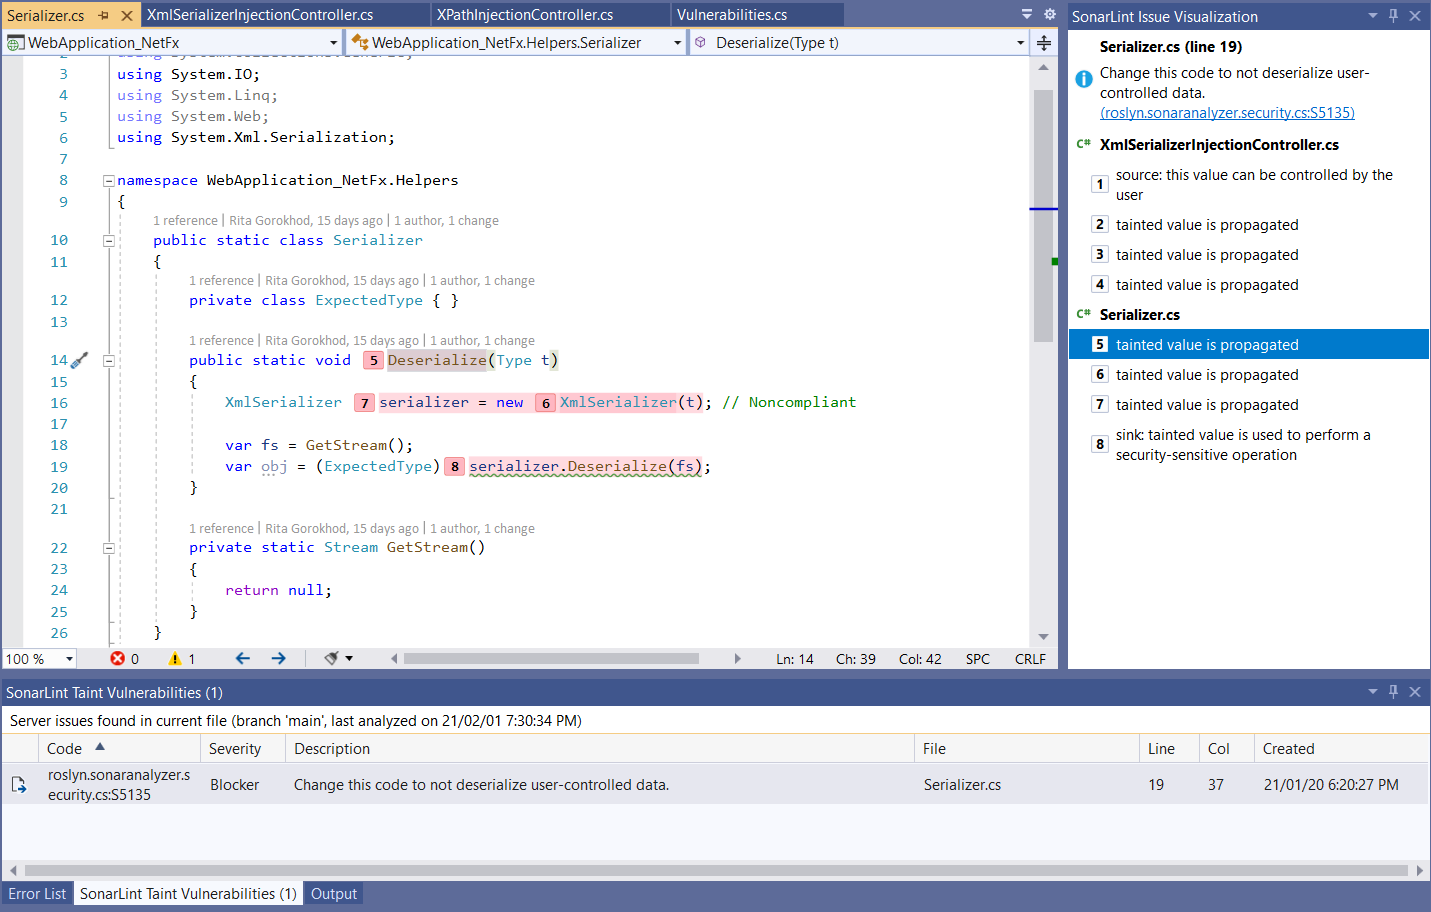 Serializer.cs
XmlSerializerInjectionController.cs
XPathInjectionController.cs
Vulnerabilities.cs
WebApplication_NetFx
WebApplication_NetFx.Helpers.Serializer
Deserialize(Type t)
3 using System.IO;
4 using System.Linq;
5 using System.Web;
6 using System.Xml.Serialization;
7
8 namespace WebApplication_NetFx.Helpers
9 {
1 reference | Rita Gorokhod, 15 days ago | 1 author, 1 change
10 public static class Serializer
11 {
1 reference | Rita Gorokhod, 15 days ago | 1 author, 1 change
12 private class ExpectedType { }
13
1 reference | Rita Gorokhod, 15 days ago | 1 author, 1 change
14 public static void 5 Deserialize(Type t)
15 {
16 XmlSerializer 7 serializer = new 6 XmlSerializer(t); // Noncompliant
17
18 var fs = GetStream();
19 var obj = (ExpectedType) 8 serializer.Deserialize(fs);
20 }
21
1 reference | Rita Gorokhod, 15 days ago | 1 author, 1 change
22 private static Stream GetStream()
23 {
24 return null;
25 }
26 }
100 % 0 1 Ln: 14 Ch: 39 Col: 42 SPC CRLF
SonarLint Issue Visualization
Serializer.cs (line 19)
Change this code to not deserialize user-
controlled data.
(roslyn.sonaranalyzer.security.cs:S5135)
C# XmlSerializerInjectionController.cs
1 source: this value can be controlled by the
user
2 tainted value is propagated
3 tainted value is propagated
4 tainted value is propagated
C# Serializer.cs
5 tainted value is propagated
6 tainted value is propagated
7 tainted value is propagated
8 sink: tainted value is used to perform a
security-sensitive operation
SonarLint Taint Vulnerabilities (1)
Server issues found in current file (branch 'main', last analyzed on 21/02/01 7:30:34 PM)
Code Severity Description File Line Col Created
roslyn.sonaranalyzer.s
ecurity.cs:S5135 Blocker Change this code to not deserialize user-controlled data. Serializer.cs 19 37 21/01/20 6:20:27 PM
Error List SonarLint Taint Vulnerabilities (1) Output